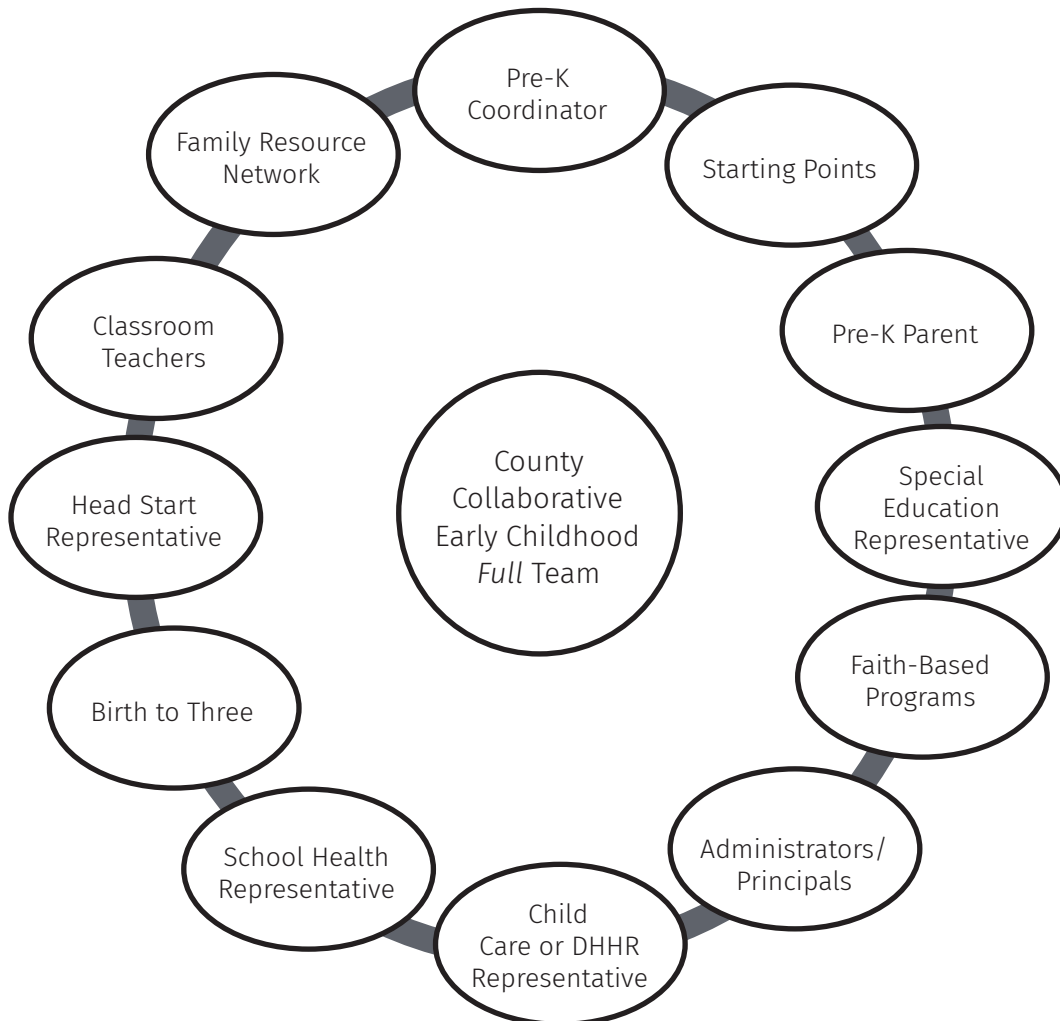 Pre-K
Coordinator
Family Resource
Network
Starting Points
Classroom
Teachers
Pre-K Parent
County
Collaborative
Early Childhood
Full Team
Head Start
Representative
Special
Education
Representative
Birth to Three
Faith-Based
Programs
School Health
Representative
Administrators/
Principals
Child
Care or DHHR
Representative